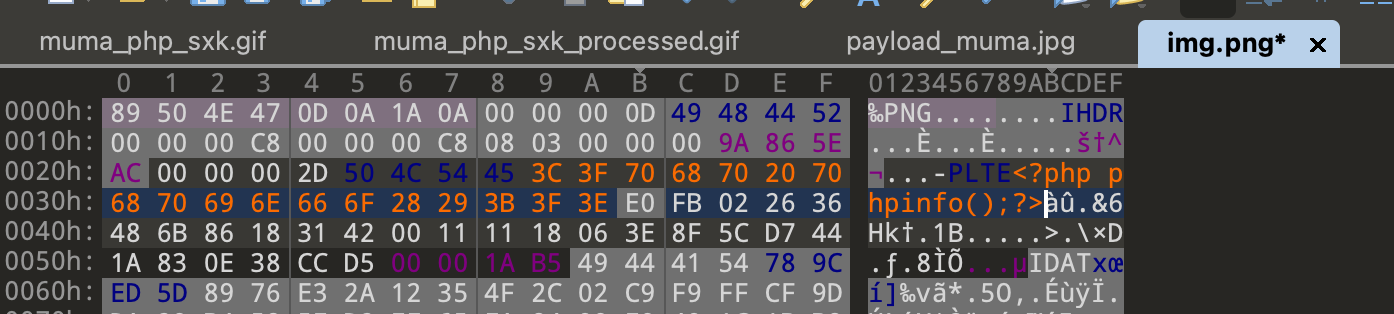 muma_php_sxk.gif muma_php_sxk_processed.gif payload_muma.jpg img.png* ×
0 1 2 3 4 5 6 7 8 9 A B C D E F 0123456789ABCDEF
0000h: 89 50 4E 47 0D 0A 1A 0A 00 00 00 0D 49 48 44 52 ‰PNG........IHDR
0010h: 00 00 00 C8 00 00 00 C8 08 03 00 00 00 9A 86 5E ...È...È.....š†^
0020h: AC 00 00 00 2D 50 4C 54 45 3C 3F 70 68 70 20 70 ¬...-PLTE<?php p
0030h: 68 70 69 6E 66 6F 28 29 3B 3F 3E E0 FB 02 26 36 hpinfo();?>àû.&6
0040h: 48 6B 86 18 31 42 00 11 11 18 06 3E 8F 5C D7 44 Hk†.1B.....>.\×D
0050h: 1A 83 0E 38 CC D5 00 00 1A B5 49 44 41 54 78 9C .ƒ.8ÌÕ...µIDATxœ
0060h: ED 5D 89 76 E3 2A 12 35 4F 2C 02 C9 F9 FF CF 9D í]‰vã*.5O,.ÉùÿÏ.